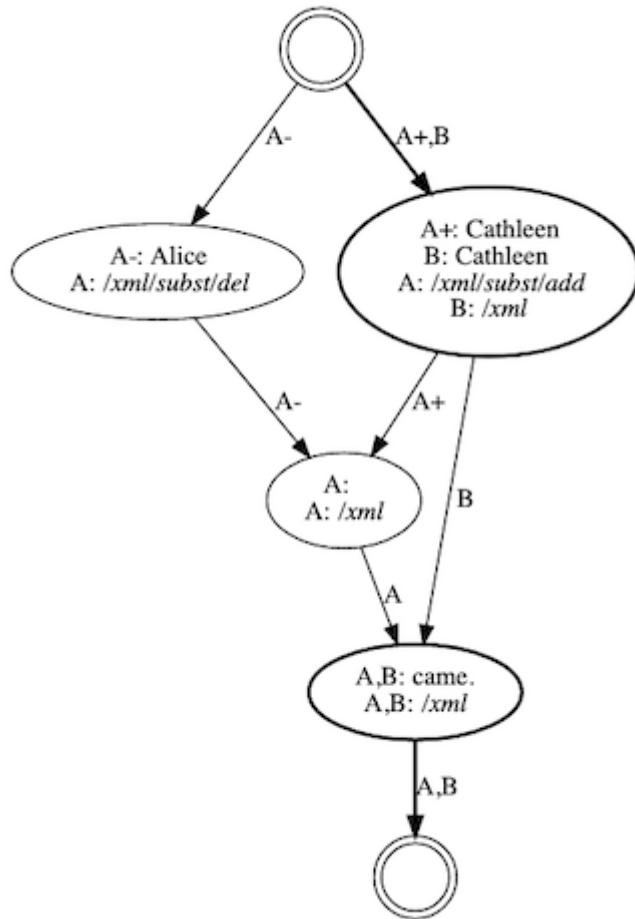 A-
A+,B
A-: Alice
A: /xml/subst/del
A+: Cathleen
B: Cathleen
A: /xml/subst/add
B: /xml
A-
A+
B
A:
A: /xml
A
A,B: came.
A,B: /xml
A,B